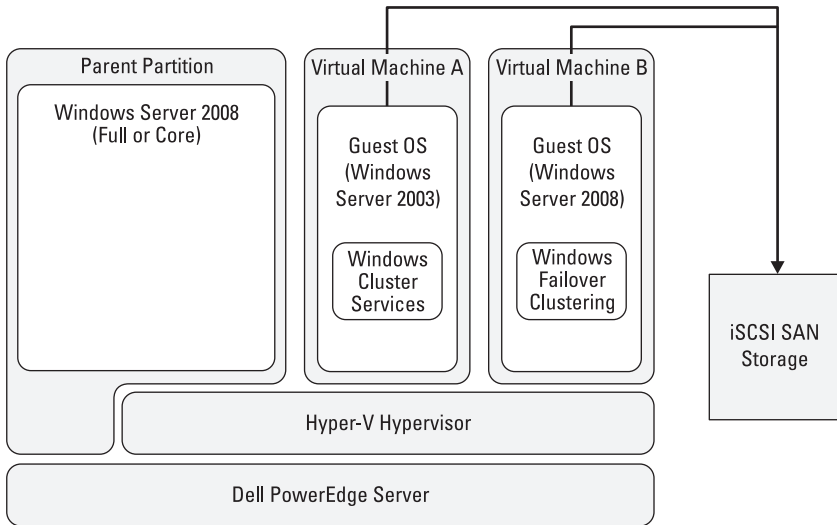 Parent Partition
Windows Server 2008
(Full or Core)
Virtual Machine A
Guest OS
(Windows
Server 2003)
Windows
Cluster
Services
Virtual Machine B
Guest OS
(Windows
Server 2008)
Windows
Failover
Clustering
iSCSI SAN
Storage
Hyper-V Hypervisor
Dell PowerEdge Server